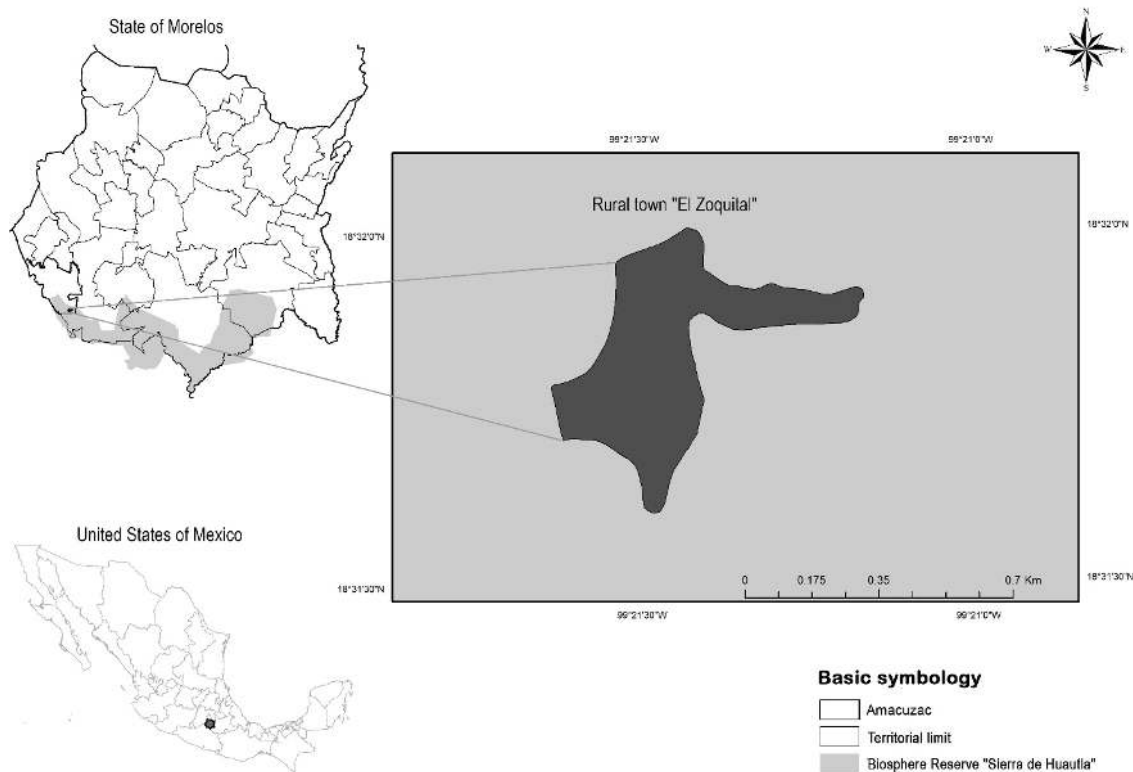 State of Morelos
N
W
E
S
99°21'30"W
99°21'0"W
Rural town "El Zoquital"
18°32'0"N
18°32'0"N
United States of Mexico
18°31'30"N
18°31'30"N
0
0.175
0.35
0.7 Km
99°21'30"W
99°21'0"W
Basic symbology
Amacuzac
Territorial limit
Biosphere Reserve "Sierra de Huautla"